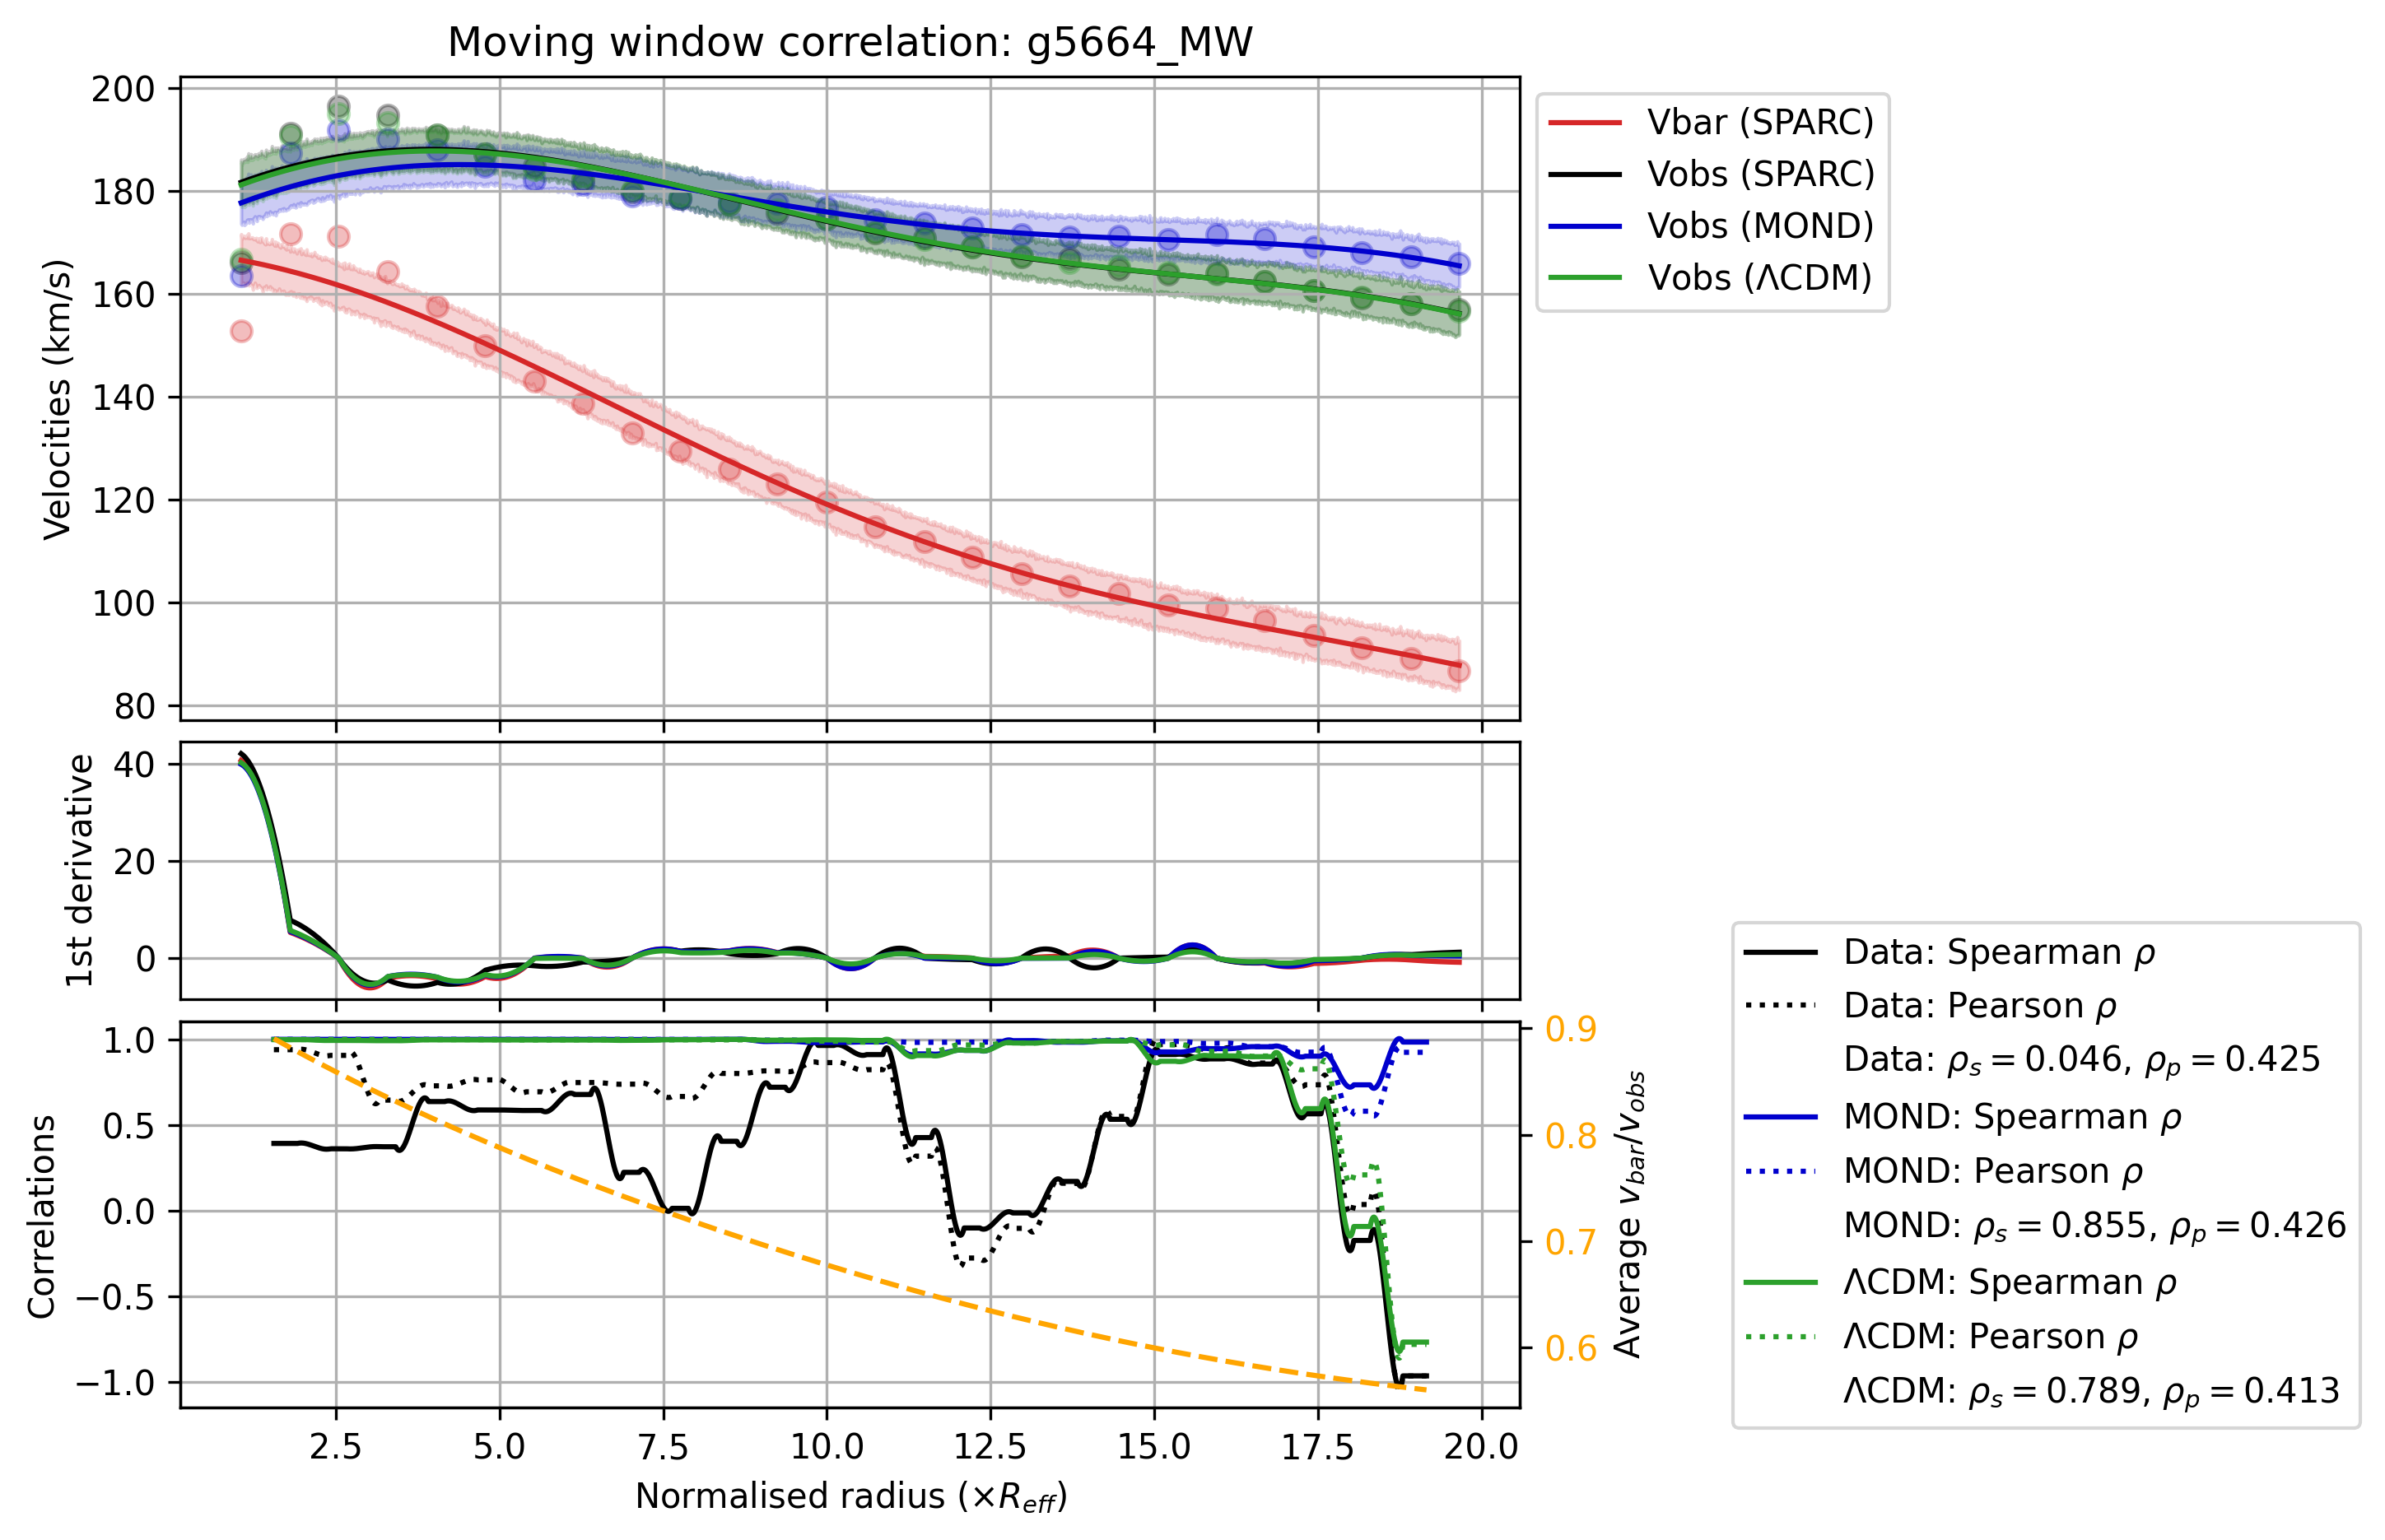 Moving window correlation: g5664_MW
200
180
160
140
120
100
80
Velocities (km/s)
Vbar (SPARC)
Vobs (SPARC)
Vobs (MOND)
Vobs (ΛCDM)
40
20
0
1st derivative
1.0
0.5
0.0
−0.5
−1.0
Correlations
0.9
0.8
0.7
0.6
Average v_bar/v_obs
2.5 5.0 7.5 10.0 12.5 15.0 17.5 20.0
Normalised radius (×R_eff)
Data: Spearman ρ
Data: Pearson ρ
Data: ρ_s = 0.046, ρ_p = 0.425
MOND: Spearman ρ
MOND: Pearson ρ
MOND: ρ_s = 0.855, ρ_p = 0.426
ΛCDM: Spearman ρ
ΛCDM: Pearson ρ
ΛCDM: ρ_s = 0.789, ρ_p = 0.413